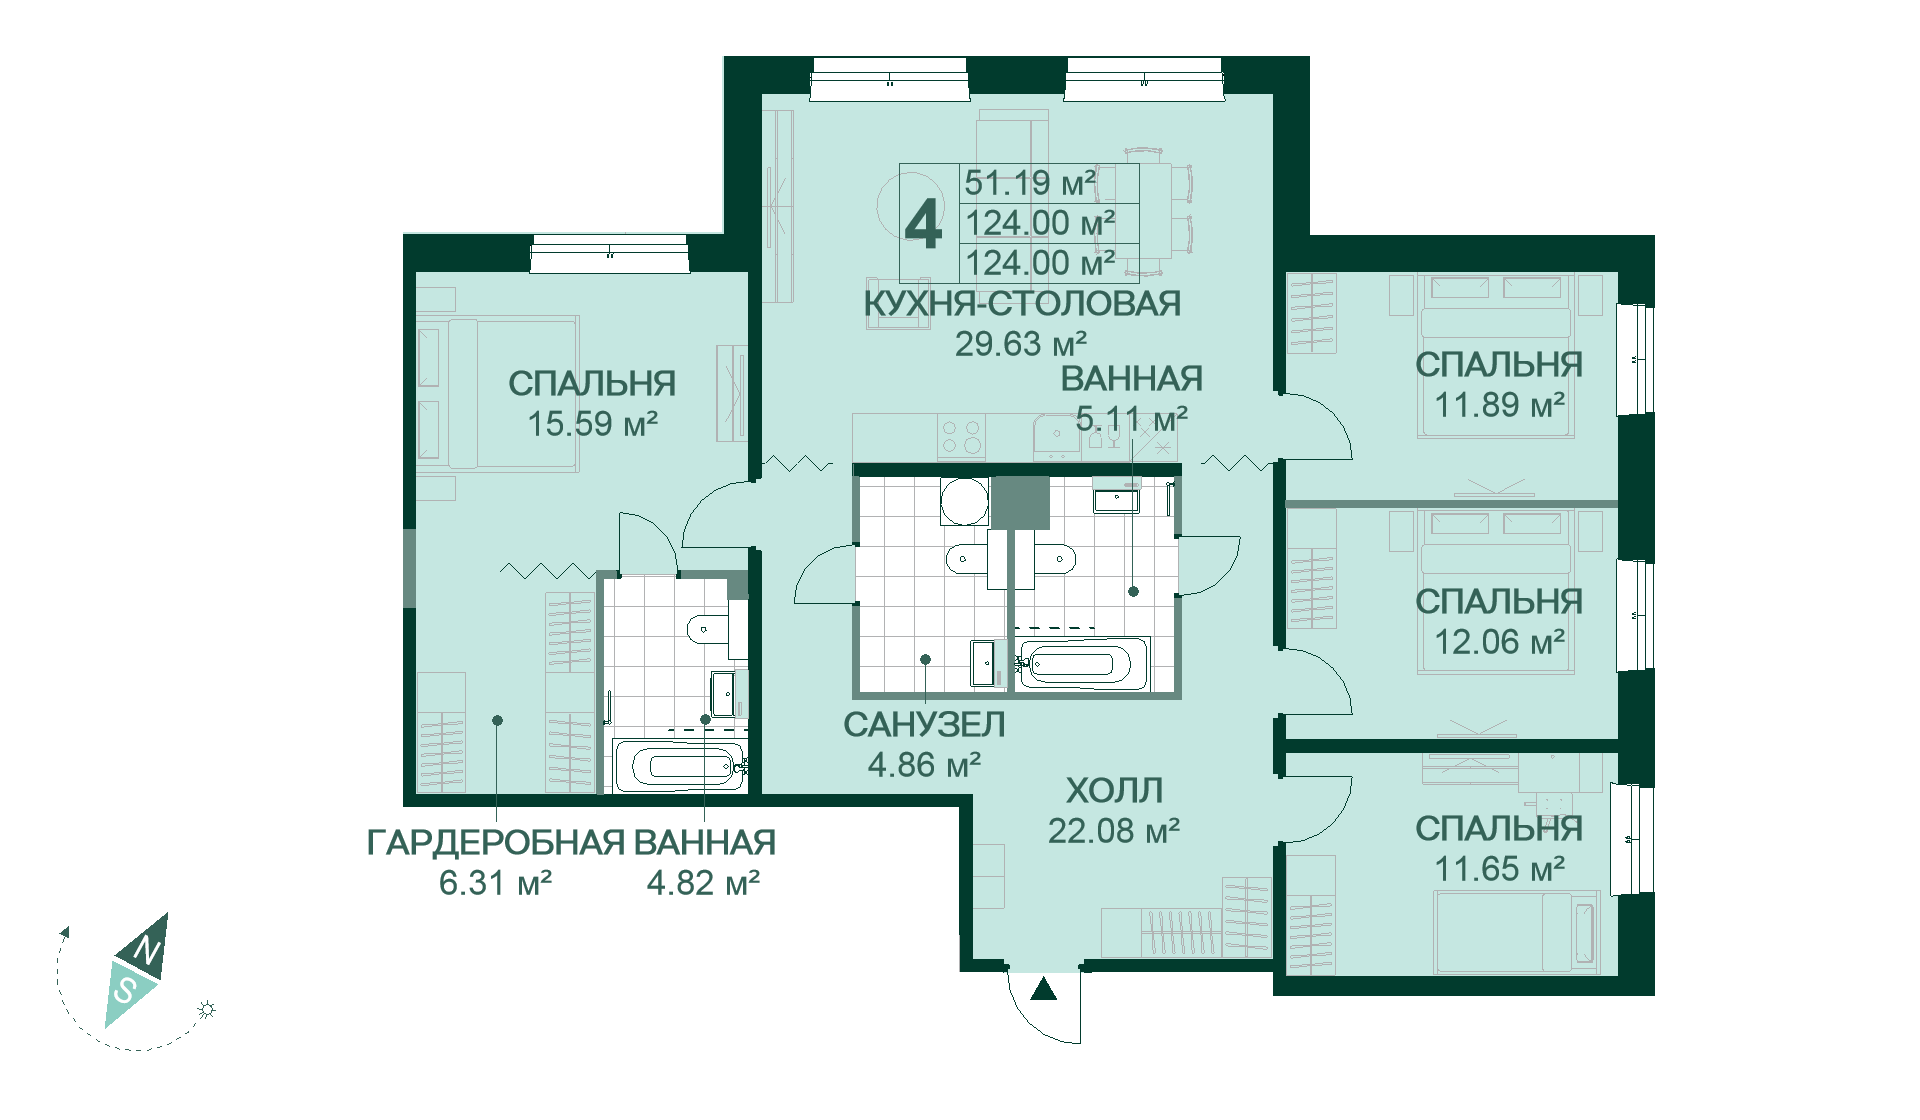 51.19 м²
4
124.00 м²
124.00 м²
КУХНЯ-СТОЛОВАЯ
29.63 м²
ВАННАЯ
5.11 м²
СПАЛЬНЯ
15.59 м²
СПАЛЬНЯ
11.89 м²
СПАЛЬНЯ
12.06 м²
САНУЗЕЛ
4.86 м²
ХОЛЛ
22.08 м²
СПАЛЬНЯ
11.65 м²
ГАРДЕРОБНАЯ
6.31 м²
ВАННАЯ
4.82 м²
N
S